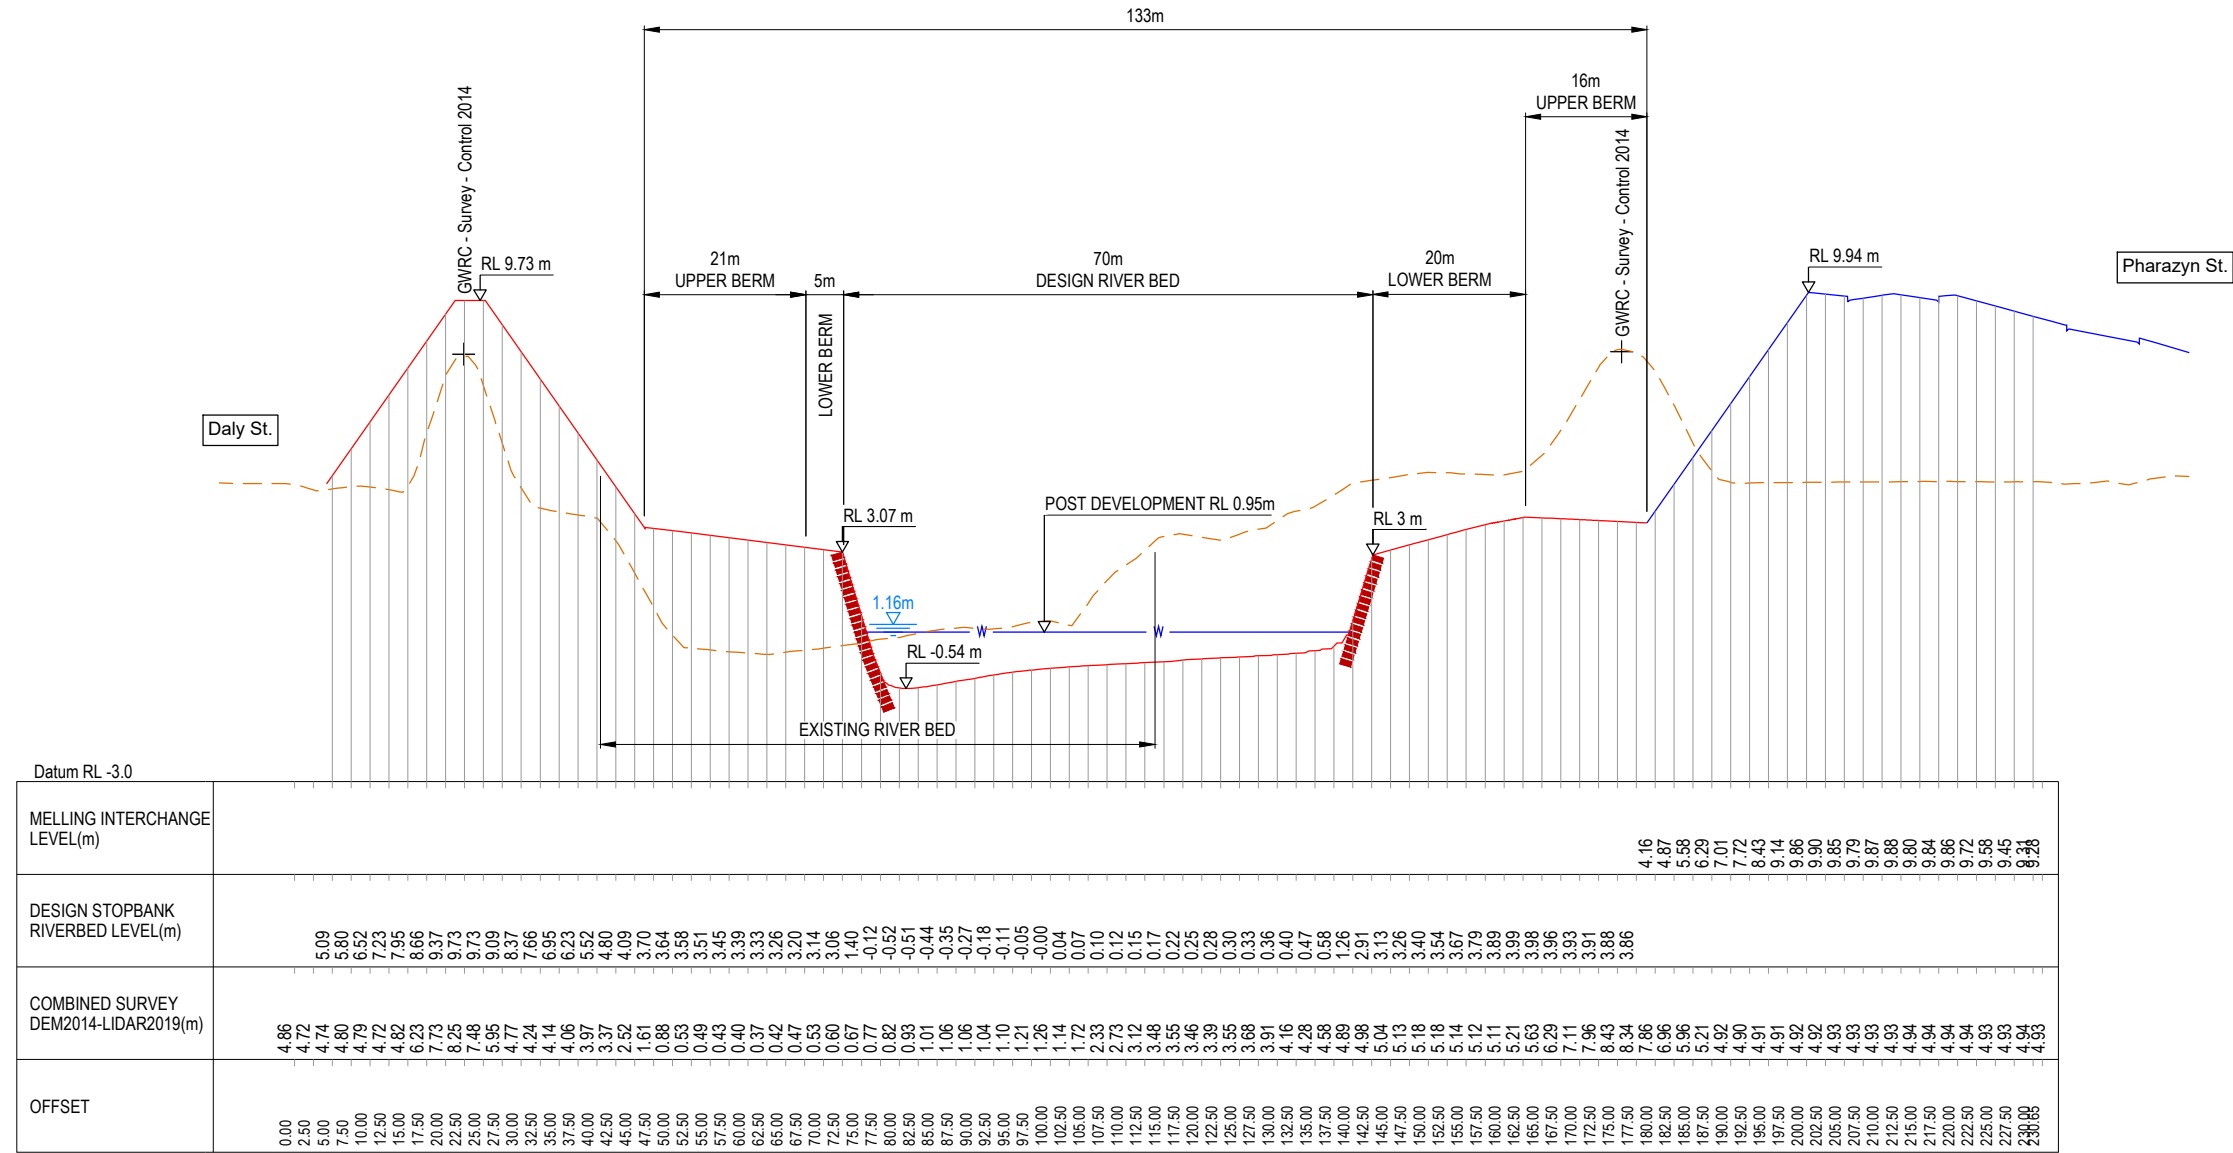 133m
16m
UPPER BERM
GWRC - Survey - Control 2014
GWRC - Survey - Control 2014
RL 9.73 m
21m
UPPER BERM
5m
LOWER BERM
70m
DESIGN RIVER BED
20m
LOWER BERM
RL 9.94 m
Pharazyn St.
Daly St.
RL 3.07 m
POST DEVELOPMENT RL 0.95m
RL 3 m
1.16m
W
W
RL -0.54 m
EXISTING RIVER BED
Datum RL -3.0
MELLING INTERCHANGE
LEVEL(m)
4.16 4.87 5.58 6.29 7.01 7.72 8.43 9.14 9.86 9.90 9.85 9.79 9.87 9.88 9.80 9.84 9.86 9.72 9.58 9.45 9.31 9.28
DESIGN STOPBANK
RIVERBED LEVEL(m)
5.09 5.80 6.52 7.23 7.95 8.66 9.37 9.73 9.73 9.09 8.37 7.66 6.95 6.23 5.52 4.80 4.09 3.70 3.64 3.58 3.51 3.45 3.39 3.33 3.26 3.20 3.14 3.06 1.40 -0.12 -0.52 -0.51 -0.44 -0.35 -0.27 -0.18 -0.11 -0.05 -0.00 0.04 0.07 0.10 0.12 0.15 0.17 0.22 0.25 0.28 0.30 0.33 0.36 0.40 0.47 0.58 1.26 2.91 3.13 3.26 3.40 3.54 3.67 3.79 3.89 3.99 3.98 3.96 3.93 3.91 3.88 3.86
COMBINED SURVEY
DEM2014-LIDAR2019(m)
4.86 4.72 4.74 4.80 4.79 4.72 4.82 6.23 7.73 8.25 7.48 5.95 4.77 4.24 4.14 4.06 3.97 3.37 2.52 1.61 0.88 0.53 0.49 0.43 0.40 0.37 0.42 0.47 0.53 0.60 0.67 0.77 0.82 0.93 1.01 1.06 1.06 1.04 1.10 1.21 1.26 1.14 1.72 2.33 2.73 3.12 3.48 3.55 3.46 3.39 3.55 3.68 3.91 4.16 4.28 4.58 4.89 4.98 5.04 5.13 5.18 5.18 5.14 5.12 5.11 5.21 5.63 6.29 7.11 7.96 8.43 8.34 7.86 6.96 5.96 5.21 4.92 4.90 4.91 4.91 4.92 4.92 4.93 4.93 4.93 4.93 4.94 4.94 4.94 4.94 4.93 4.93 4.94 4.93
OFFSET
0.00 2.50 5.00 7.50 10.00 12.50 15.00 17.50 20.00 22.50 25.00 27.50 30.00 32.50 35.00 37.50 40.00 42.50 45.00 47.50 50.00 52.50 55.00 57.50 60.00 62.50 65.00 67.50 70.00 72.50 75.00 77.50 80.00 82.50 85.00 87.50 90.00 92.50 95.00 97.50 100.00 102.50 105.00 107.50 110.00 112.50 115.00 117.50 120.00 122.50 125.00 127.50 130.00 132.50 135.00 137.50 140.00 142.50 145.00 147.50 150.00 152.50 155.00 157.50 160.00 162.50 165.00 167.50 170.00 172.50 175.00 177.50 180.00 182.50 185.00 187.50 190.00 192.50 195.00 197.50 200.00 202.50 205.00 207.50 210.00 212.50 215.00 217.50 220.00 222.50 225.00 227.50 230.00 230.65